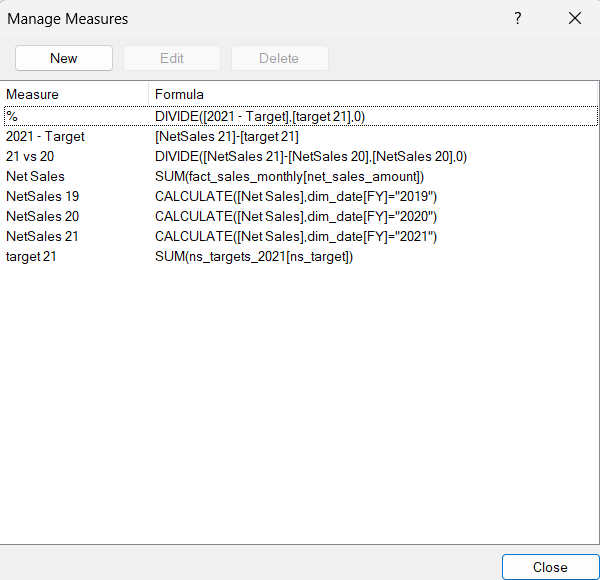 Manage Measures ?
New Edit Delete
Measure Formula
% DIVIDE([2021 - Target],[target 21],0)
2021 - Target [NetSales 21]-[target 21]
21 vs 20 DIVIDE([NetSales 21]-[NetSales 20],[NetSales 20],0)
Net Sales SUM(fact_sales_monthly[net_sales_amount])
NetSales 19 CALCULATE([Net Sales],dim_date[FY]="2019")
NetSales 20 CALCULATE([Net Sales],dim_date[FY]="2020")
NetSales 21 CALCULATE([Net Sales],dim_date[FY]="2021")
target 21 SUM(ns_targets_2021[ns_target])
Close